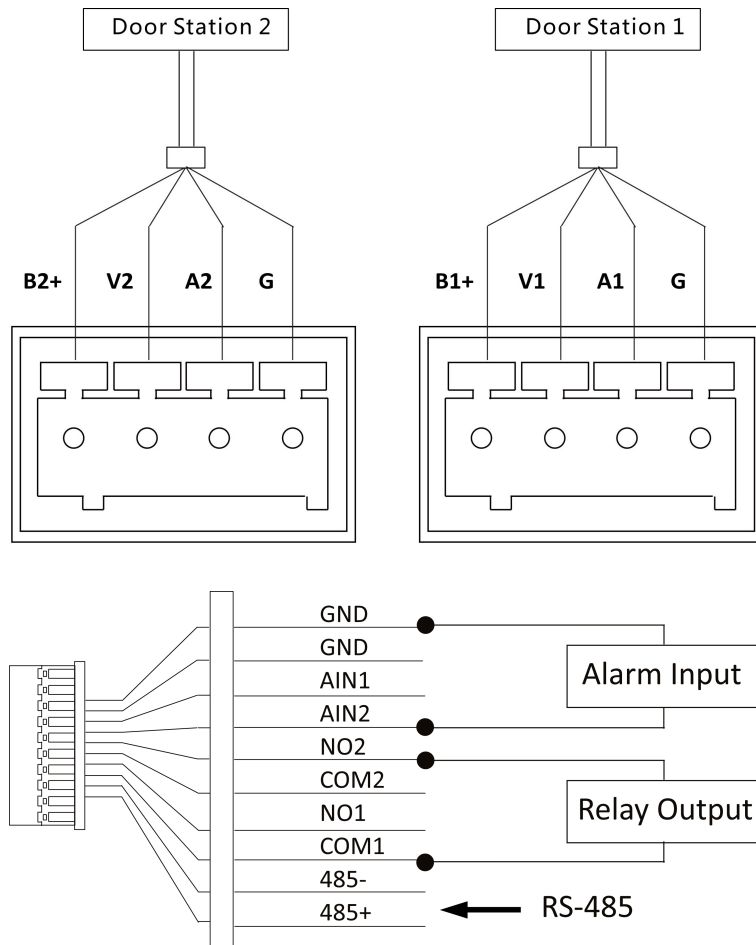 Door Station 2
Door Station 1
B2+ V2 A2 G
B1+ V1 A1 G
GND
GND
AIN1
AIN2
NO2
COM2
NO1
COM1
485-
485+
Alarm Input
Relay Output
RS-485